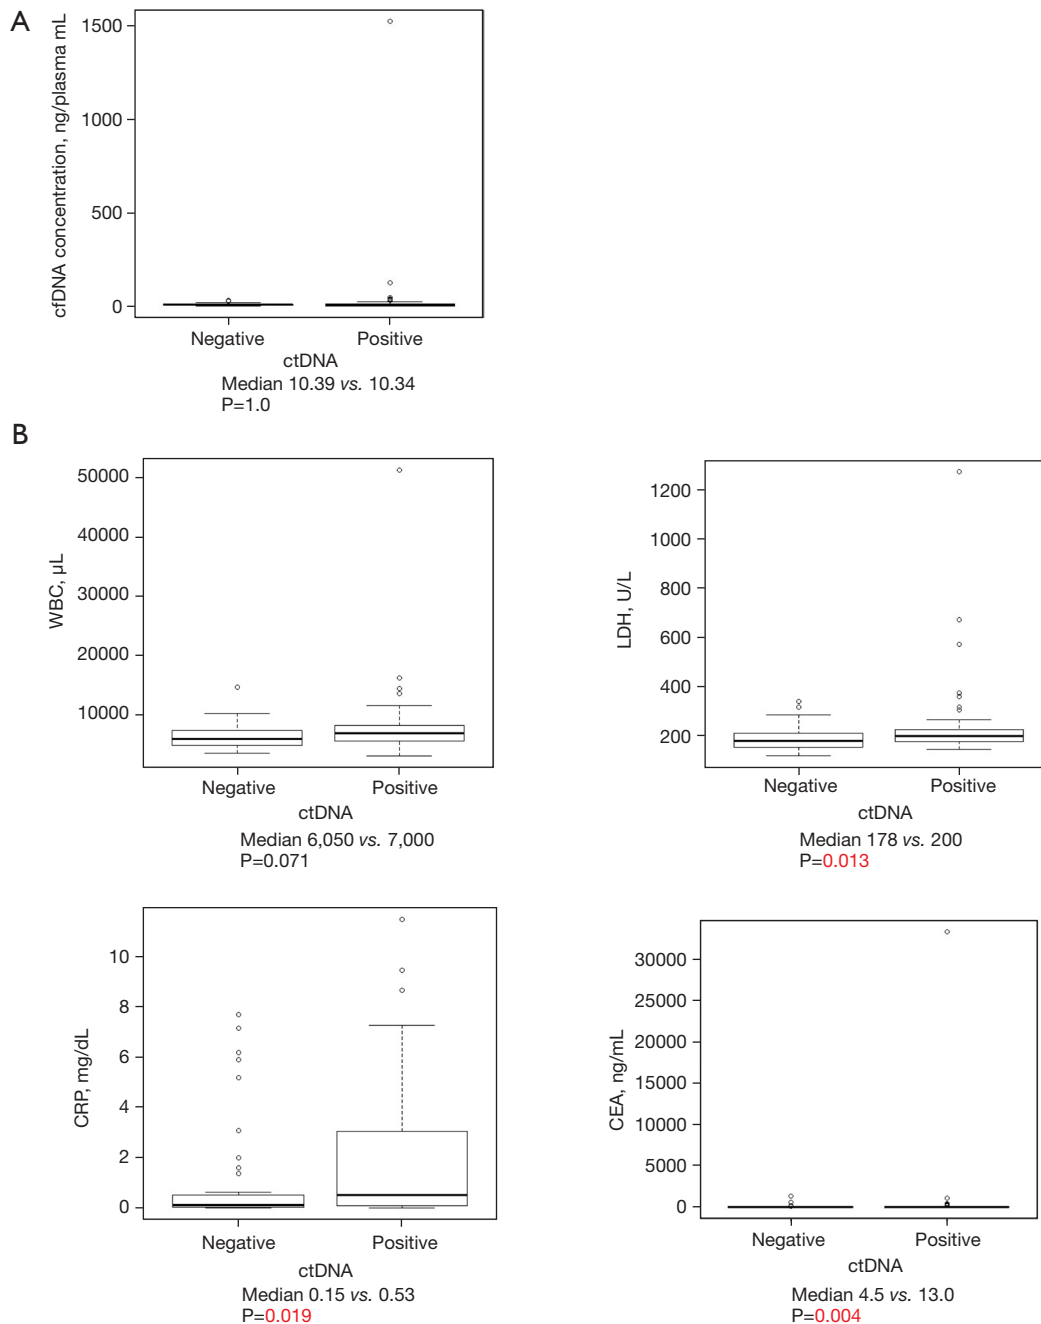 A
cfDNA concentration, ng/plasma mL
1500
1000
500
0
Negative Positive
ctDNA
Median 10.39 vs. 10.34
P=1.0
B
WBC, µL
50000
40000
30000
20000
10000
Negative Positive
ctDNA
Median 6,050 vs. 7,000
P=0.071
LDH, U/L
1200
1000
800
600
400
200
Negative Positive
ctDNA
Median 178 vs. 200
P=0.013
CRP, mg/dL
10
8
6
4
2
0
Negative Positive
ctDNA
Median 0.15 vs. 0.53
P=0.019
CEA, ng/mL
30000
25000
20000
15000
10000
5000
0
Negative Positive
ctDNA
Median 4.5 vs. 13.0
P=0.004